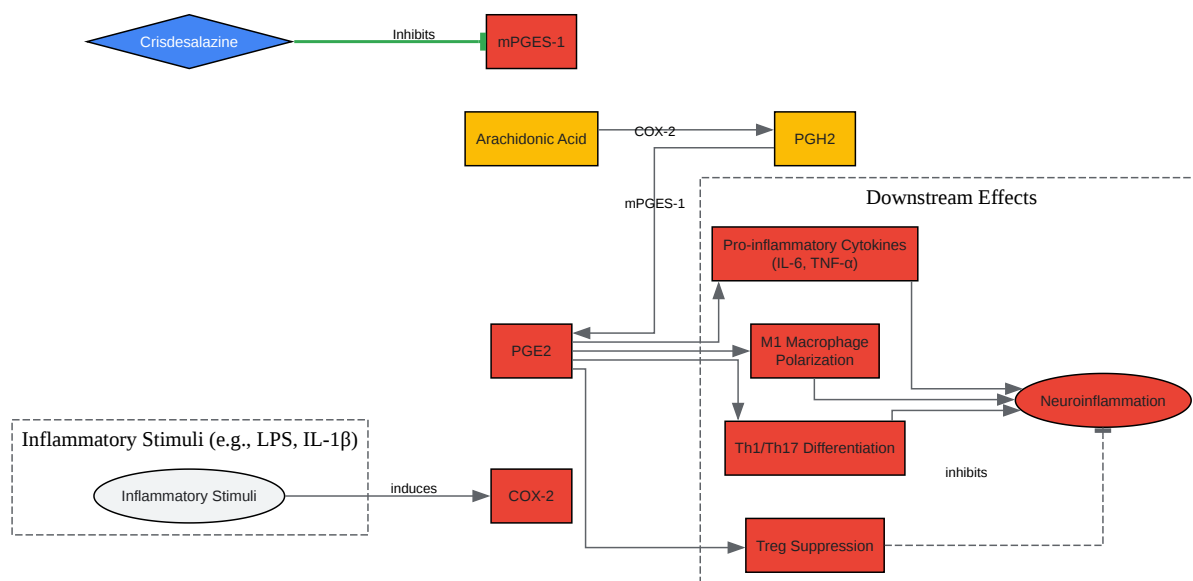 Crisdesalazine
Inhibits
mPGES-1
Arachidonic Acid
COX-2
PGH2
mPGES-1
Downstream Effects
Pro-inflammatory Cytokines
(IL-6, TNF-α)
PGE2
M1 Macrophage
Polarization
Neuroinflammation
Inflammatory Stimuli (e.g., LPS, IL-1β)
Th1/Th17 Differentiation
inhibits
Inflammatory Stimuli
induces
COX-2
Treg Suppression